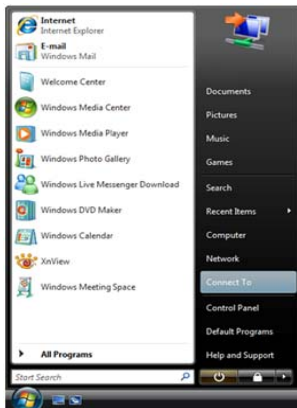 Internet
Internet Explorer
E-mail
Windows Mail
Welcome Center
Windows Media Center
Windows Media Player
Windows Photo Gallery
Windows Live Messenger Download
Windows DVD Maker
Windows Calendar
XnView
Windows Meeting Space
All Programs
Start Search
Documents
Pictures
Music
Games
Search
Recent Items
Computer
Network
Connect To
Control Panel
Default Programs
Help and Support